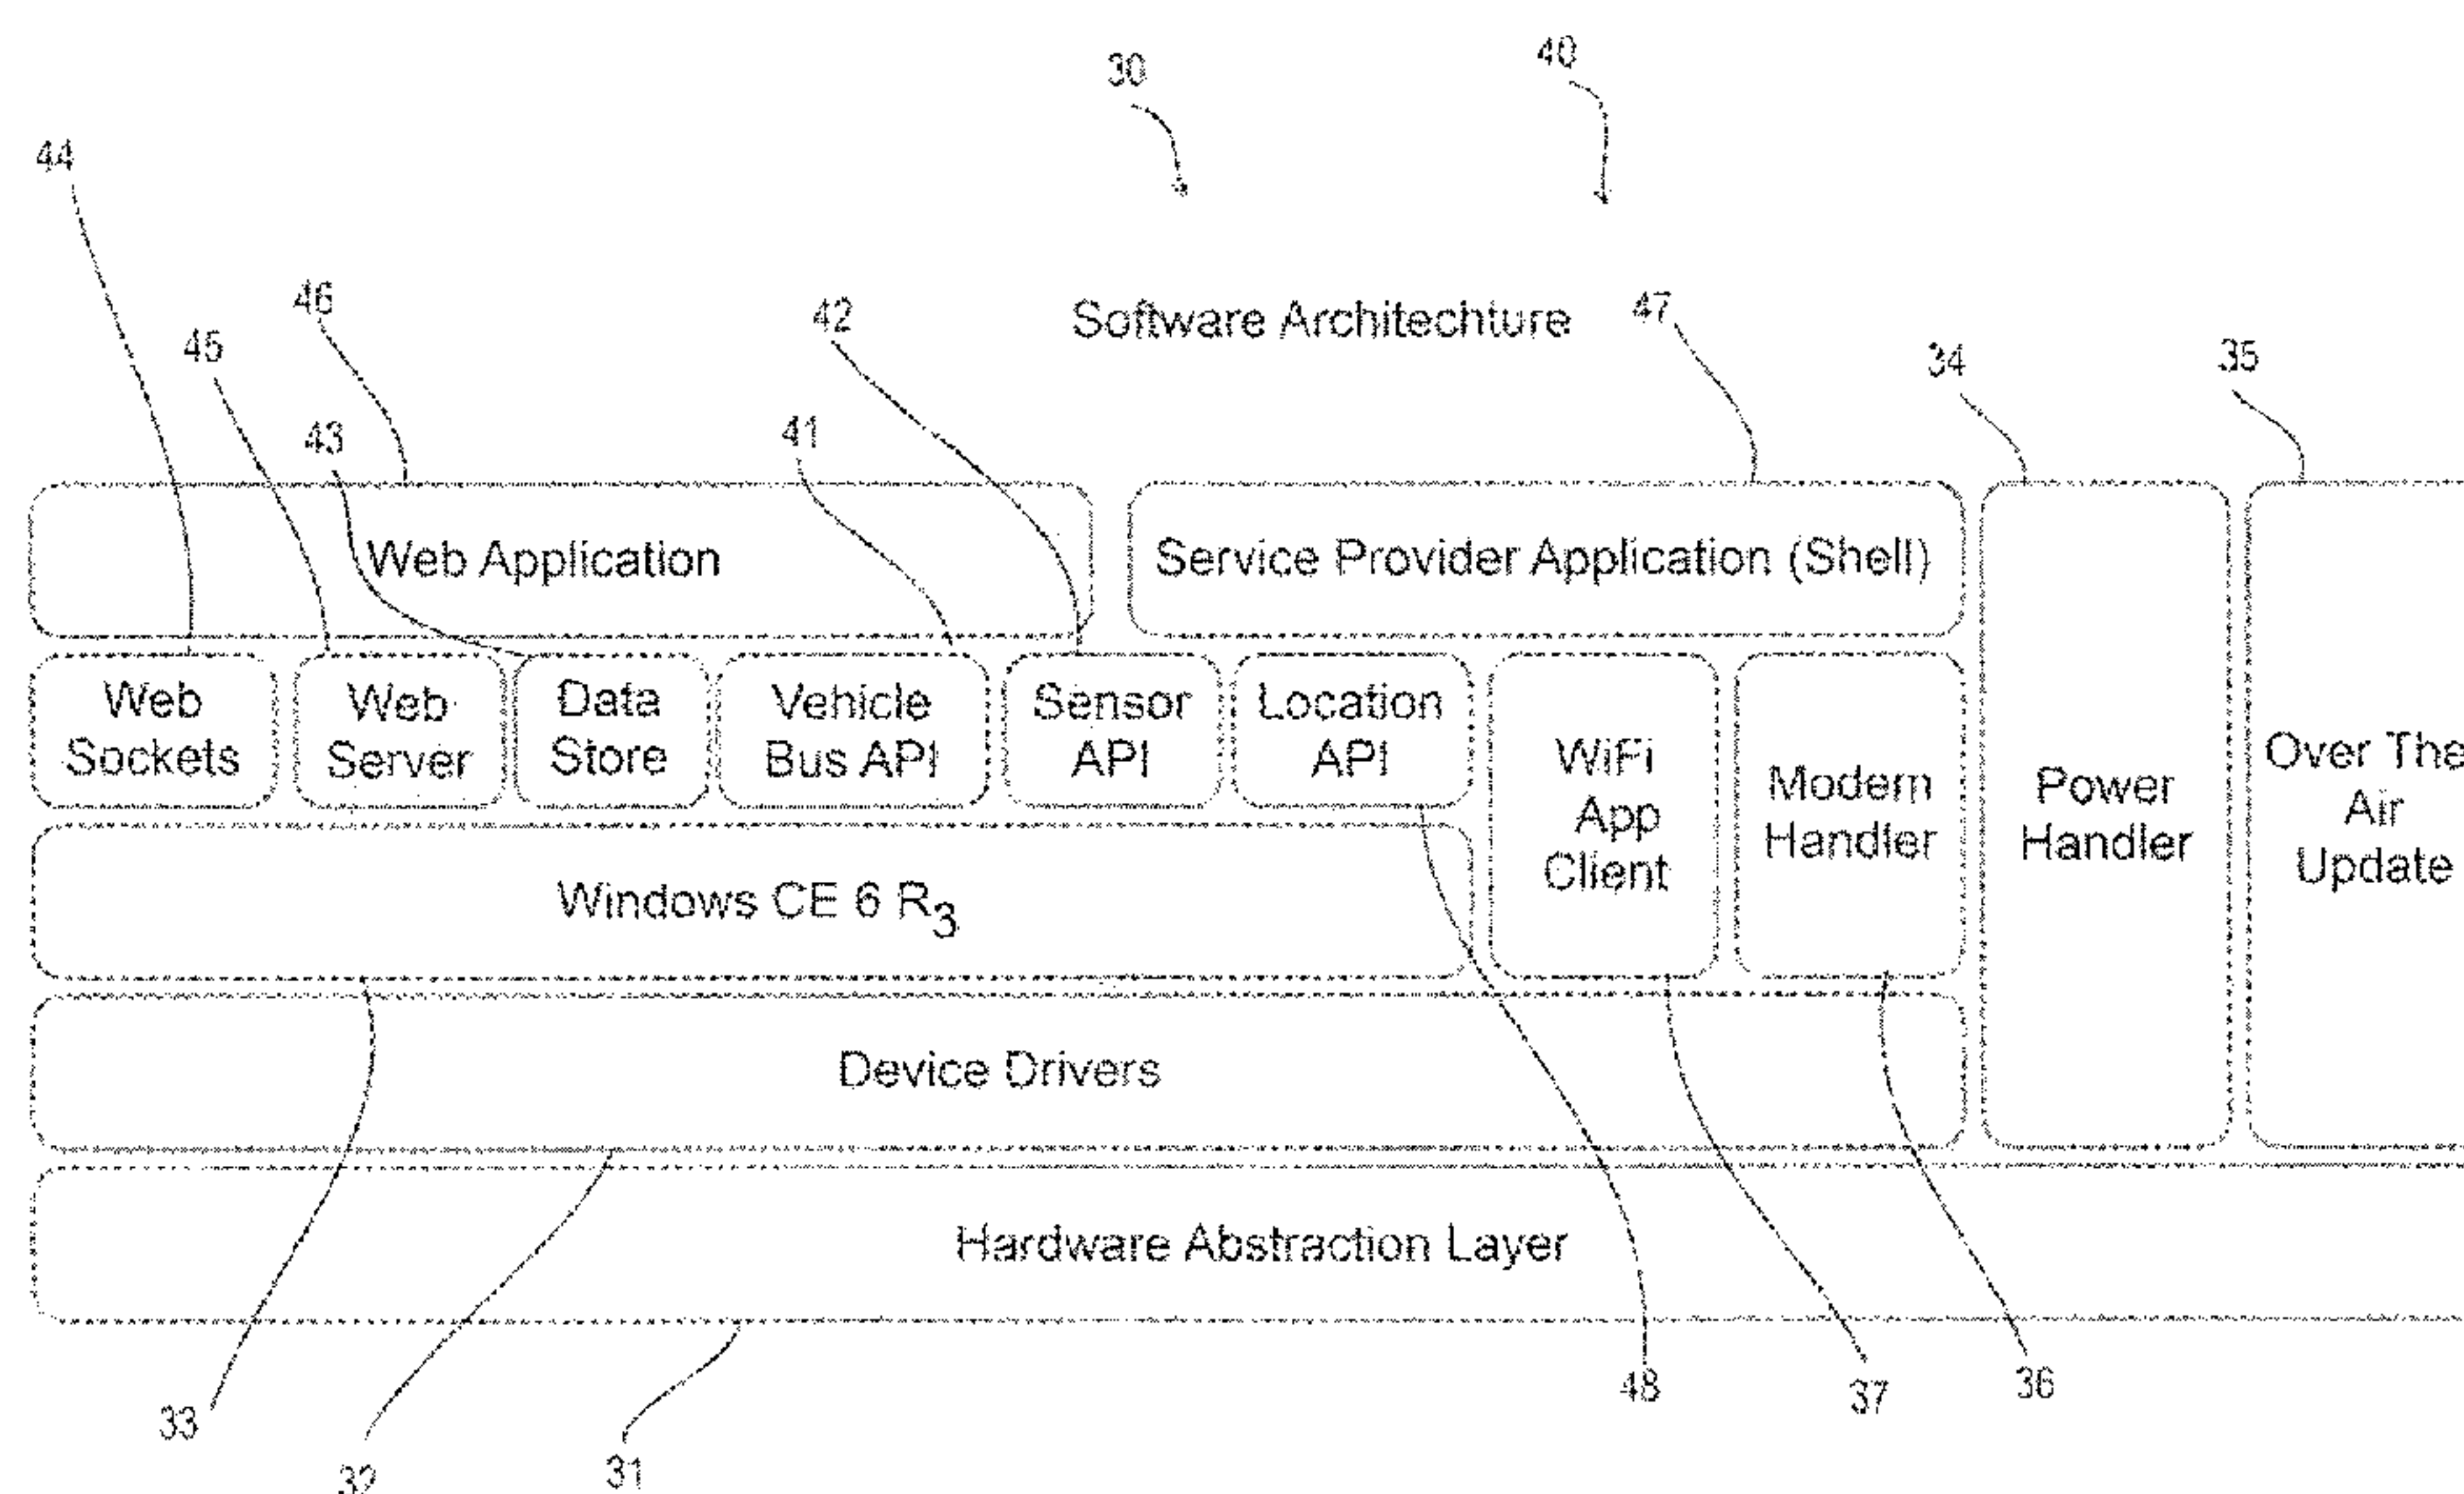 30
40
44
46
42
Software Architechture
47
45
34
35
43
41
Web Application
Service Provider Application (Shell)
Web
Sockets
Web
Server
Data
Store
Vehicle
Bus API
Sensor
API
Location
API
WiFi
App
Client
Modem
Handler
Power
Handler
Over The
Air
Update
Windows CE 6 R3
Device Drivers
Hardware Abstraction Layer
48
37
36
33
32
31